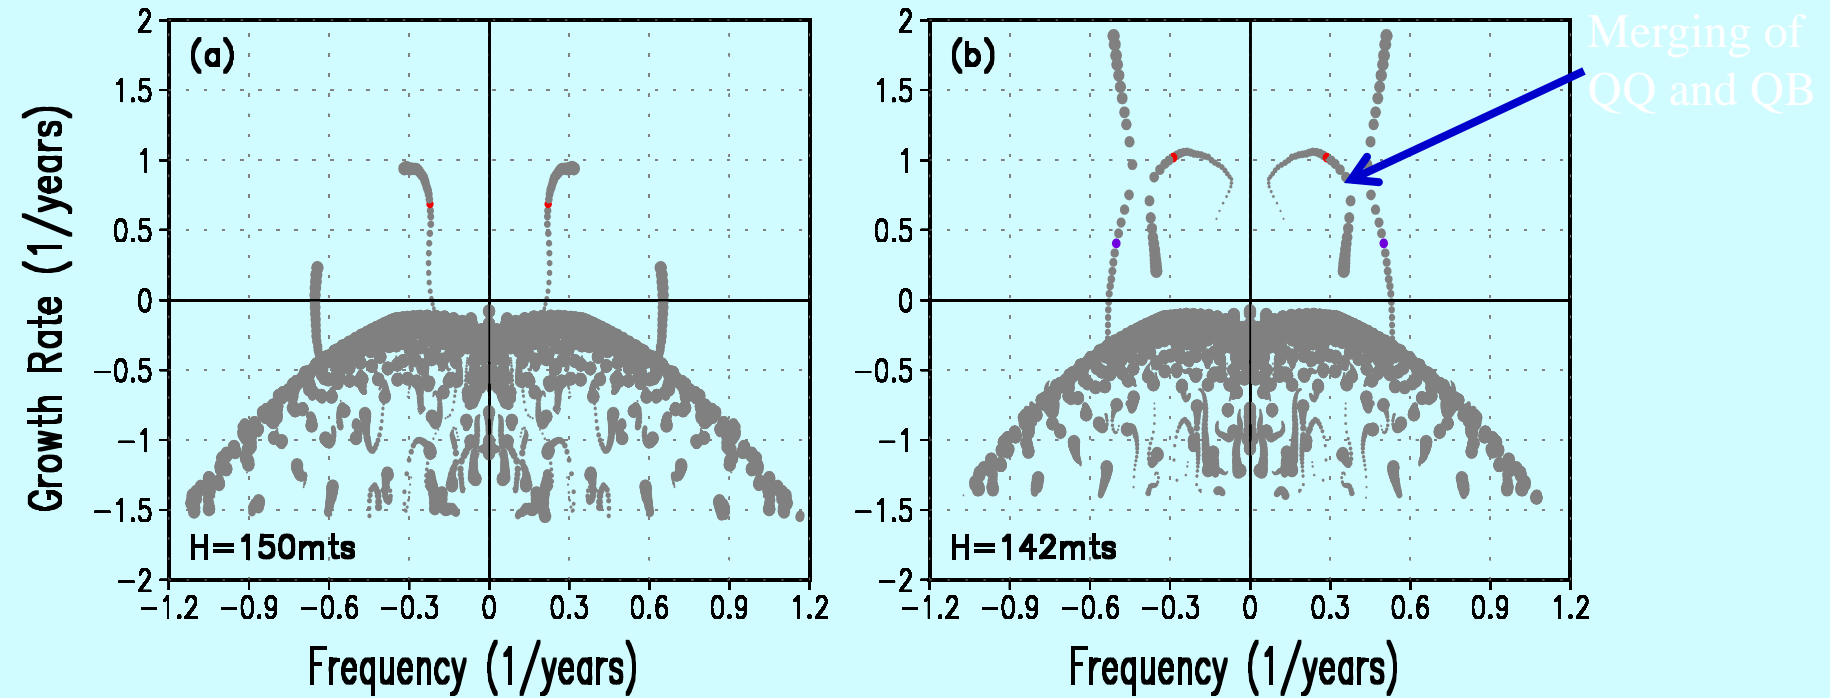 (a)
H=150mts
2
1.5
1
0.5
0
−0.5
−1
−1.5
−2
−1.2 −0.9 −0.6 −0.3 0 0.3 0.6 0.9 1.2
Growth Rate (1/years)
Frequency (1/years)
(b)
H=142mts
2
1.5
1
0.5
0
−0.5
−1
−1.5
−2
−1.2 −0.9 −0.6 −0.3 0 0.3 0.6 0.9 1.2
Frequency (1/years)
Merging of
QQ and QB